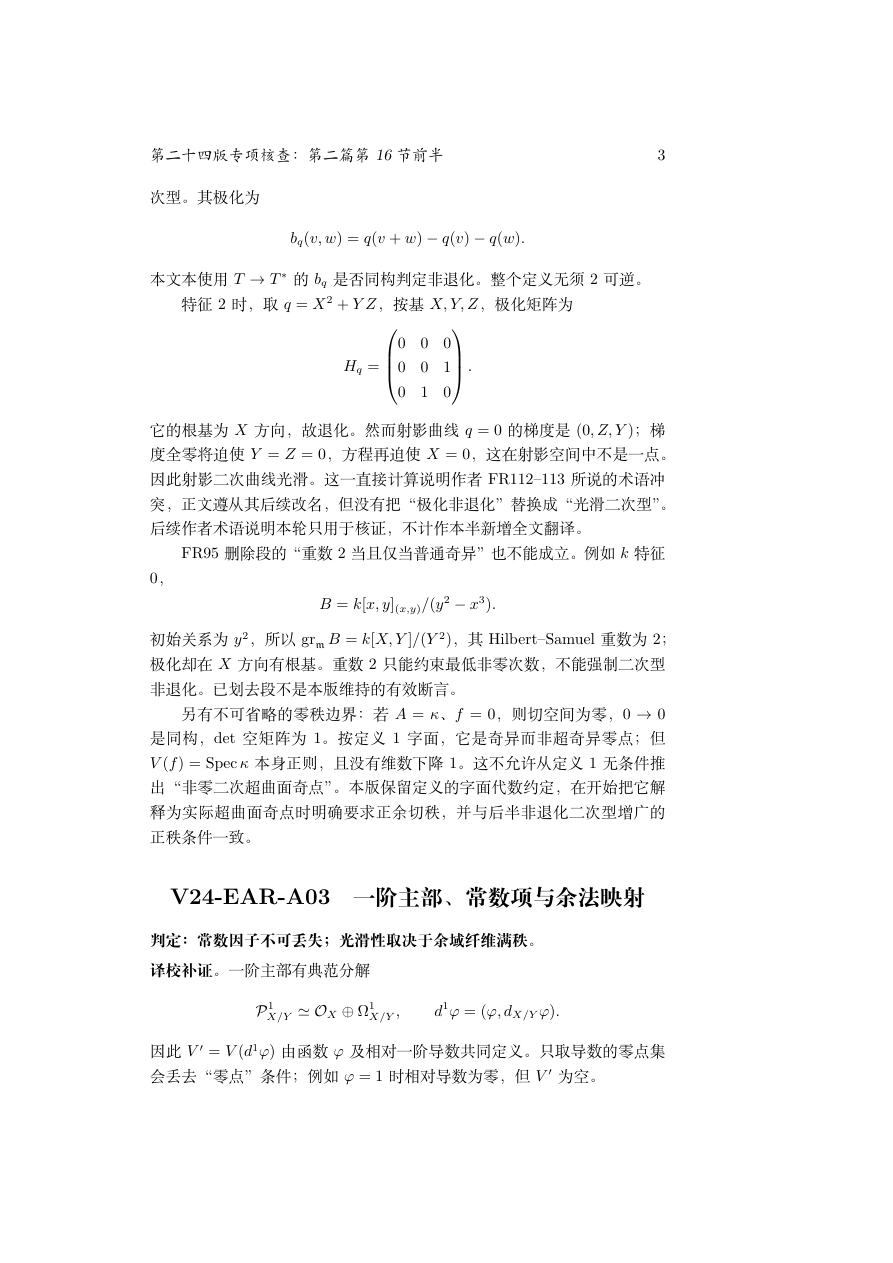 第二十四版专项核查：第二篇第 16 节前半 3
次型。其极化为
b_q(v, w) = q(v + w) − q(v) − q(w).
本文本使用 T → T* 的 b_q 是否同构判定非退化。整个定义无须 2 可逆。
特征 2 时，取 q = X² + Y Z，按基 X, Y, Z，极化矩阵为
H_q = \begin{pmatrix} 0 & 0 & 0 \\ 0 & 0 & 1 \\ 0 & 1 & 0 \end{pmatrix}.
它的根基为 X 方向，故退化。然而射影曲线 q = 0 的梯度是 (0, Z, Y)；梯
度全零将迫使 Y = Z = 0，方程再迫使 X = 0，这在射影空间中不是一点。
因此射影二次曲线光滑。这一直接计算说明作者 FR112–113 所说的术语冲
突，正文遵从其后续改名，但没有把“极化非退化”替换成“光滑二次型”。
后续作者术语说明本轮只用于核证，不计作本半新增全文翻译。
FR95 删除段的“重数 2 当且仅当普通奇异”也不能成立。例如 k 特征
0，
B = k[x, y]_{(x,y)}/(y² − x³).
初始关系为 y²，所以 gr_𝔪 B = k[X, Y]/(Y²)，其 Hilbert–Samuel 重数为 2；
极化却在 X 方向有根基。重数 2 只能约束最低非零次数，不能强制二次型
非退化。已划去段不是本版维持的有效断言。
另有不可省略的零秩边界：若 A = κ、f = 0，则切空间为零，0 → 0
是同构，det 空矩阵为 1。按定义 1 字面，它是奇异而非超奇异零点；但
V(f) = Spec κ 本身正则，且没有维数下降 1。这不允许从定义 1 无条件推
出“非零二次超曲面奇点”。本版保留定义的字面代数约定，在开始把它解
释为实际超曲面奇点时明确要求正余切秩，并与后半非退化二次型增广的
正秩条件一致。
V24-EAR-A03 一阶主部、常数项与余法映射
判定：常数因子不可丢失；光滑性取决于余域纤维满秩。
译校补证。一阶主部有典范分解
𝒫¹_{X/Y} ≃ 𝒪_X ⊕ Ω¹_{X/Y}, d¹φ = (φ, d_{X/Y}φ).
因此 V′ = V(d¹φ) 由函数 φ 及相对一阶导数共同定义。只取导数的零点集
会丢去“零点”条件；例如 φ = 1 时相对导数为零，但 V′ 为空。